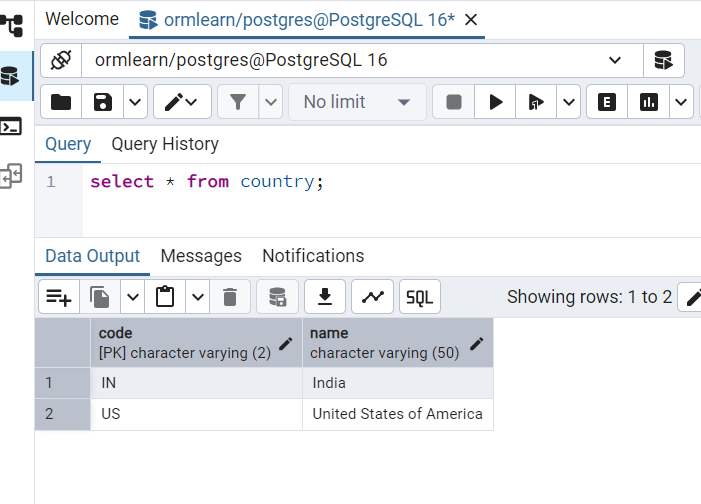 Welcome ormlearn/postgres@PostgreSQL 16*
ormlearn/postgres@PostgreSQL 16
No limit E
Query Query History
1 select * from country;
Data Output Messages Notifications
SQL Showing rows: 1 to 2
code name
[PK] character varying (2) character varying (50)
1 IN India
2 US United States of America